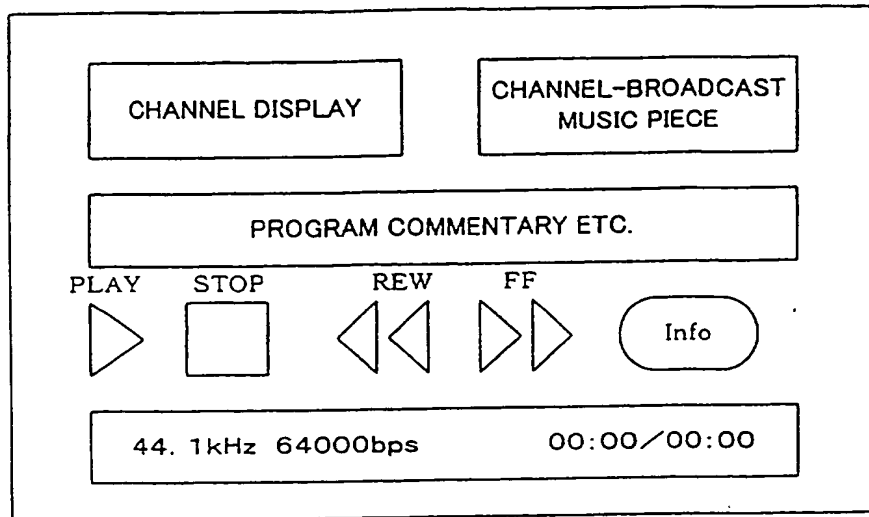 CHANNEL DISPLAY
CHANNEL-BROADCAST
MUSIC PIECE
PROGRAM COMMENTARY ETC.
PLAY STOP REW FF
Info
44. 1kHz 64000bps 00:00/00:00